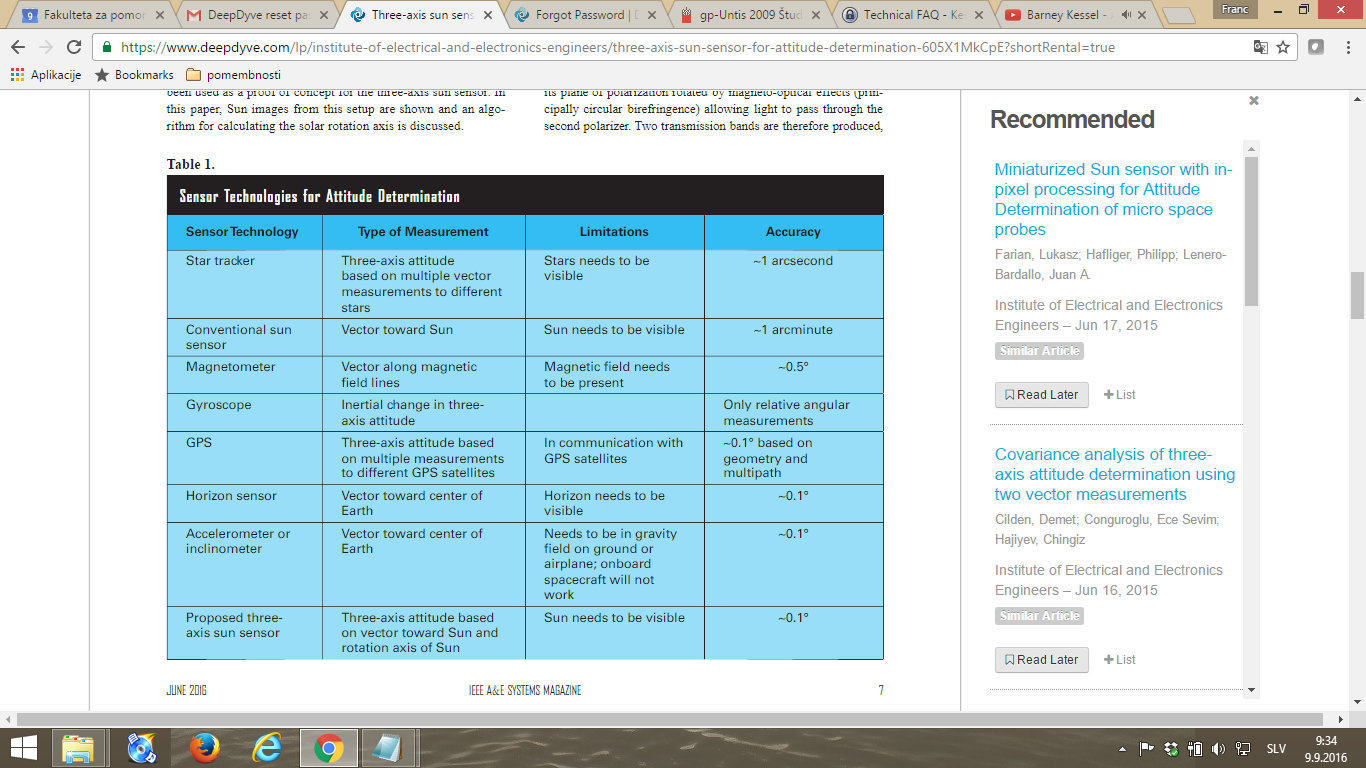 Fakulteta za pomor
DeepDyve reset pa
Three-axis sun sens
Forgot Password | D
gp-Untis 2009 Štud
Technical FAQ - Ke
Barney Kessel - A
Franc
https://www.deepdyve.com/lp/institute-of-electrical-and-electronics-engineers/three-axis-sun-sensor-for-attitude-determination-605X1MkCpE?shortRental=true
Aplikacije Bookmarks pomembnosti
been used as a proof of concept for the three-axis sun sensor. In
this paper, Sun images from this setup are shown and an algo-
rithm for calculating the solar rotation axis is discussed.
its plane of polarization rotated by magneto-optical effects (prin-
cipally circular birefringence) allowing light to pass through the
second polarizer. Two transmission bands are therefore produced,
Table 1.
Sensor Technologies for Attitude Determination
Sensor Technology Type of Measurement Limitations Accuracy
Star tracker Three-axis attitude Stars needs to be ~1 arcsecond
based on multiple vector visible
measurements to different
stars
Conventional sun Vector toward Sun Sun needs to be visible ~1 arcminute
sensor
Magnetometer Vector along magnetic Magnetic field needs ~0.5°
field lines to be present
Gyroscope Inertial change in three- Only relative angular
axis attitude measurements
GPS Three-axis attitude based In communication with ~0.1° based on
on multiple measurements GPS satellites geometry and
to different GPS satellites multipath
Horizon sensor Vector toward center of Horizon needs to be ~0.1°
Earth visible
Accelerometer or Vector toward center of Needs to be in gravity ~0.1°
inclinometer Earth field on ground or
airplane; onboard
spacecraft will not
work
Proposed three- Three-axis attitude based Sun needs to be visible ~0.1°
axis sun sensor on vector toward Sun and
rotation axis of Sun
JUNE 2016 IEEE A&E SYSTEMS MAGAZINE 7
Recommended
Miniaturized Sun sensor with in-
pixel processing for Attitude
Determination of micro space
probes
Farian, Lukasz; Hafliger, Philipp; Lenero-
Bardallo, Juan A.
Institute of Electrical and Electronics
Engineers – Jun 17, 2015
Similar Article
Read Later + List
Covariance analysis of three-
axis attitude determination using
two vector measurements
Cilden, Demet; Conguroglu, Ece Sevim;
Hajiyev, Chingiz
Institute of Electrical and Electronics
Engineers – Jun 16, 2015
Similar Article
Read Later + List
SLV
9:34
9.9.2016